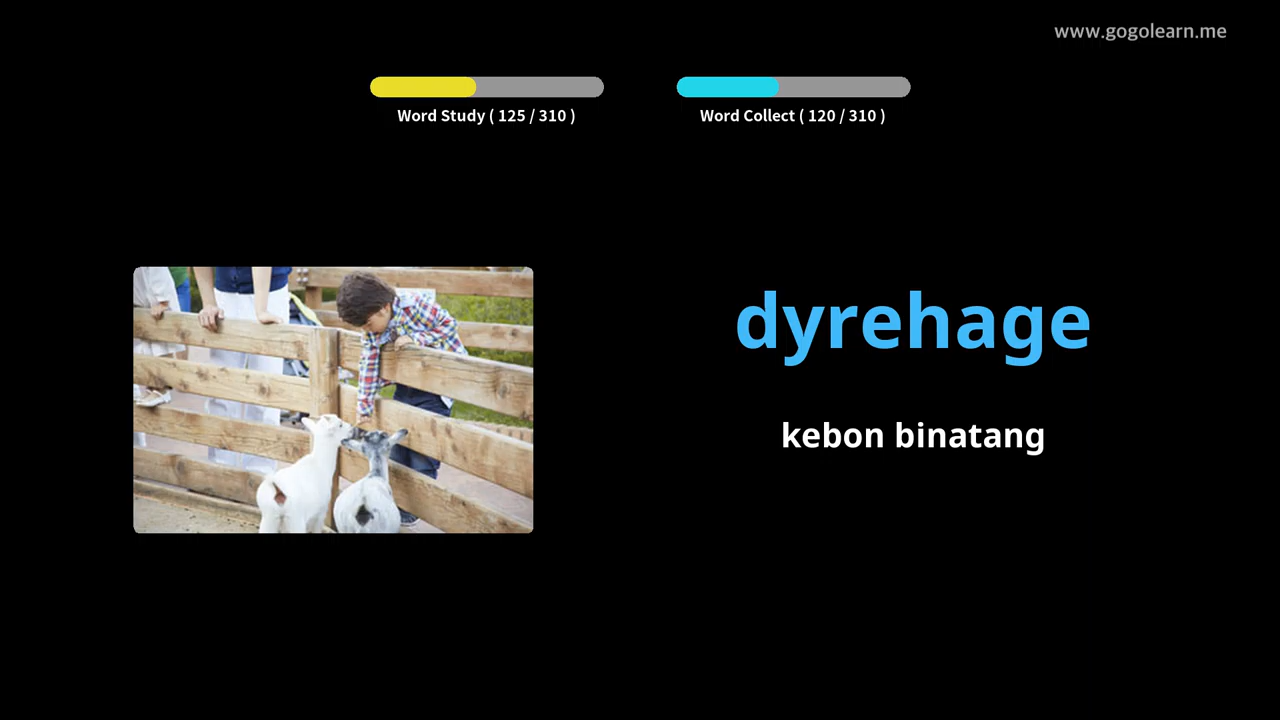 www.gogolearn.me
Word Study ( 125 / 310 )
Word Collect ( 120 / 310 )
dyrehage
kebon binatang